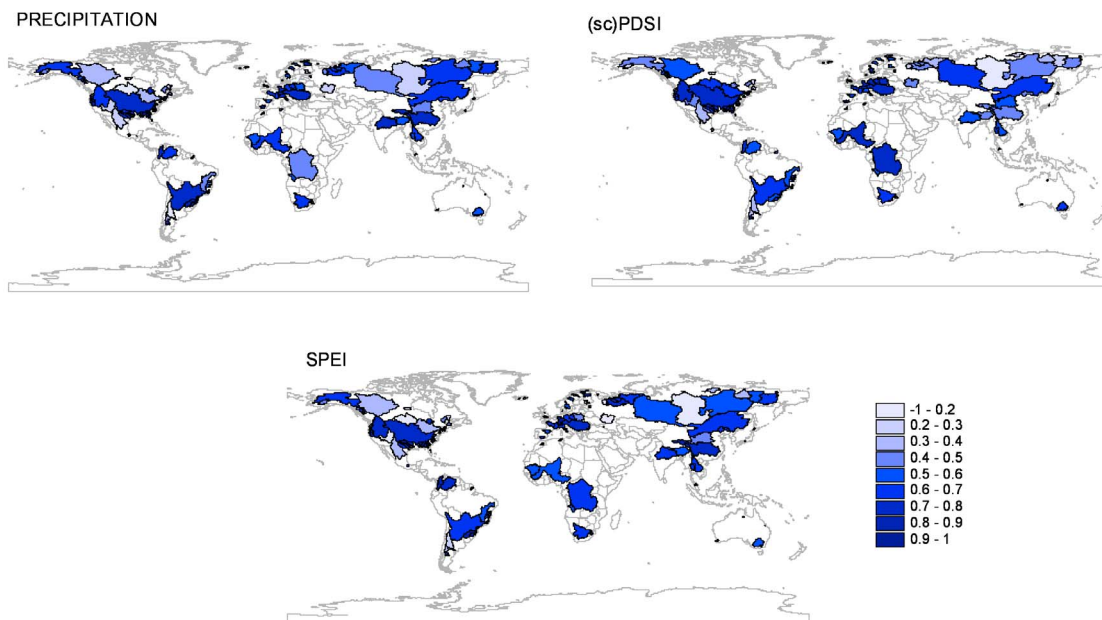 PRECIPITATION
(sc)PDSI
SPEI
-1 - 0.2
0.2 - 0.3
0.3 - 0.4
0.4 - 0.5
0.5 - 0.6
0.6 - 0.7
0.7 - 0.8
0.8 - 0.9
0.9 - 1